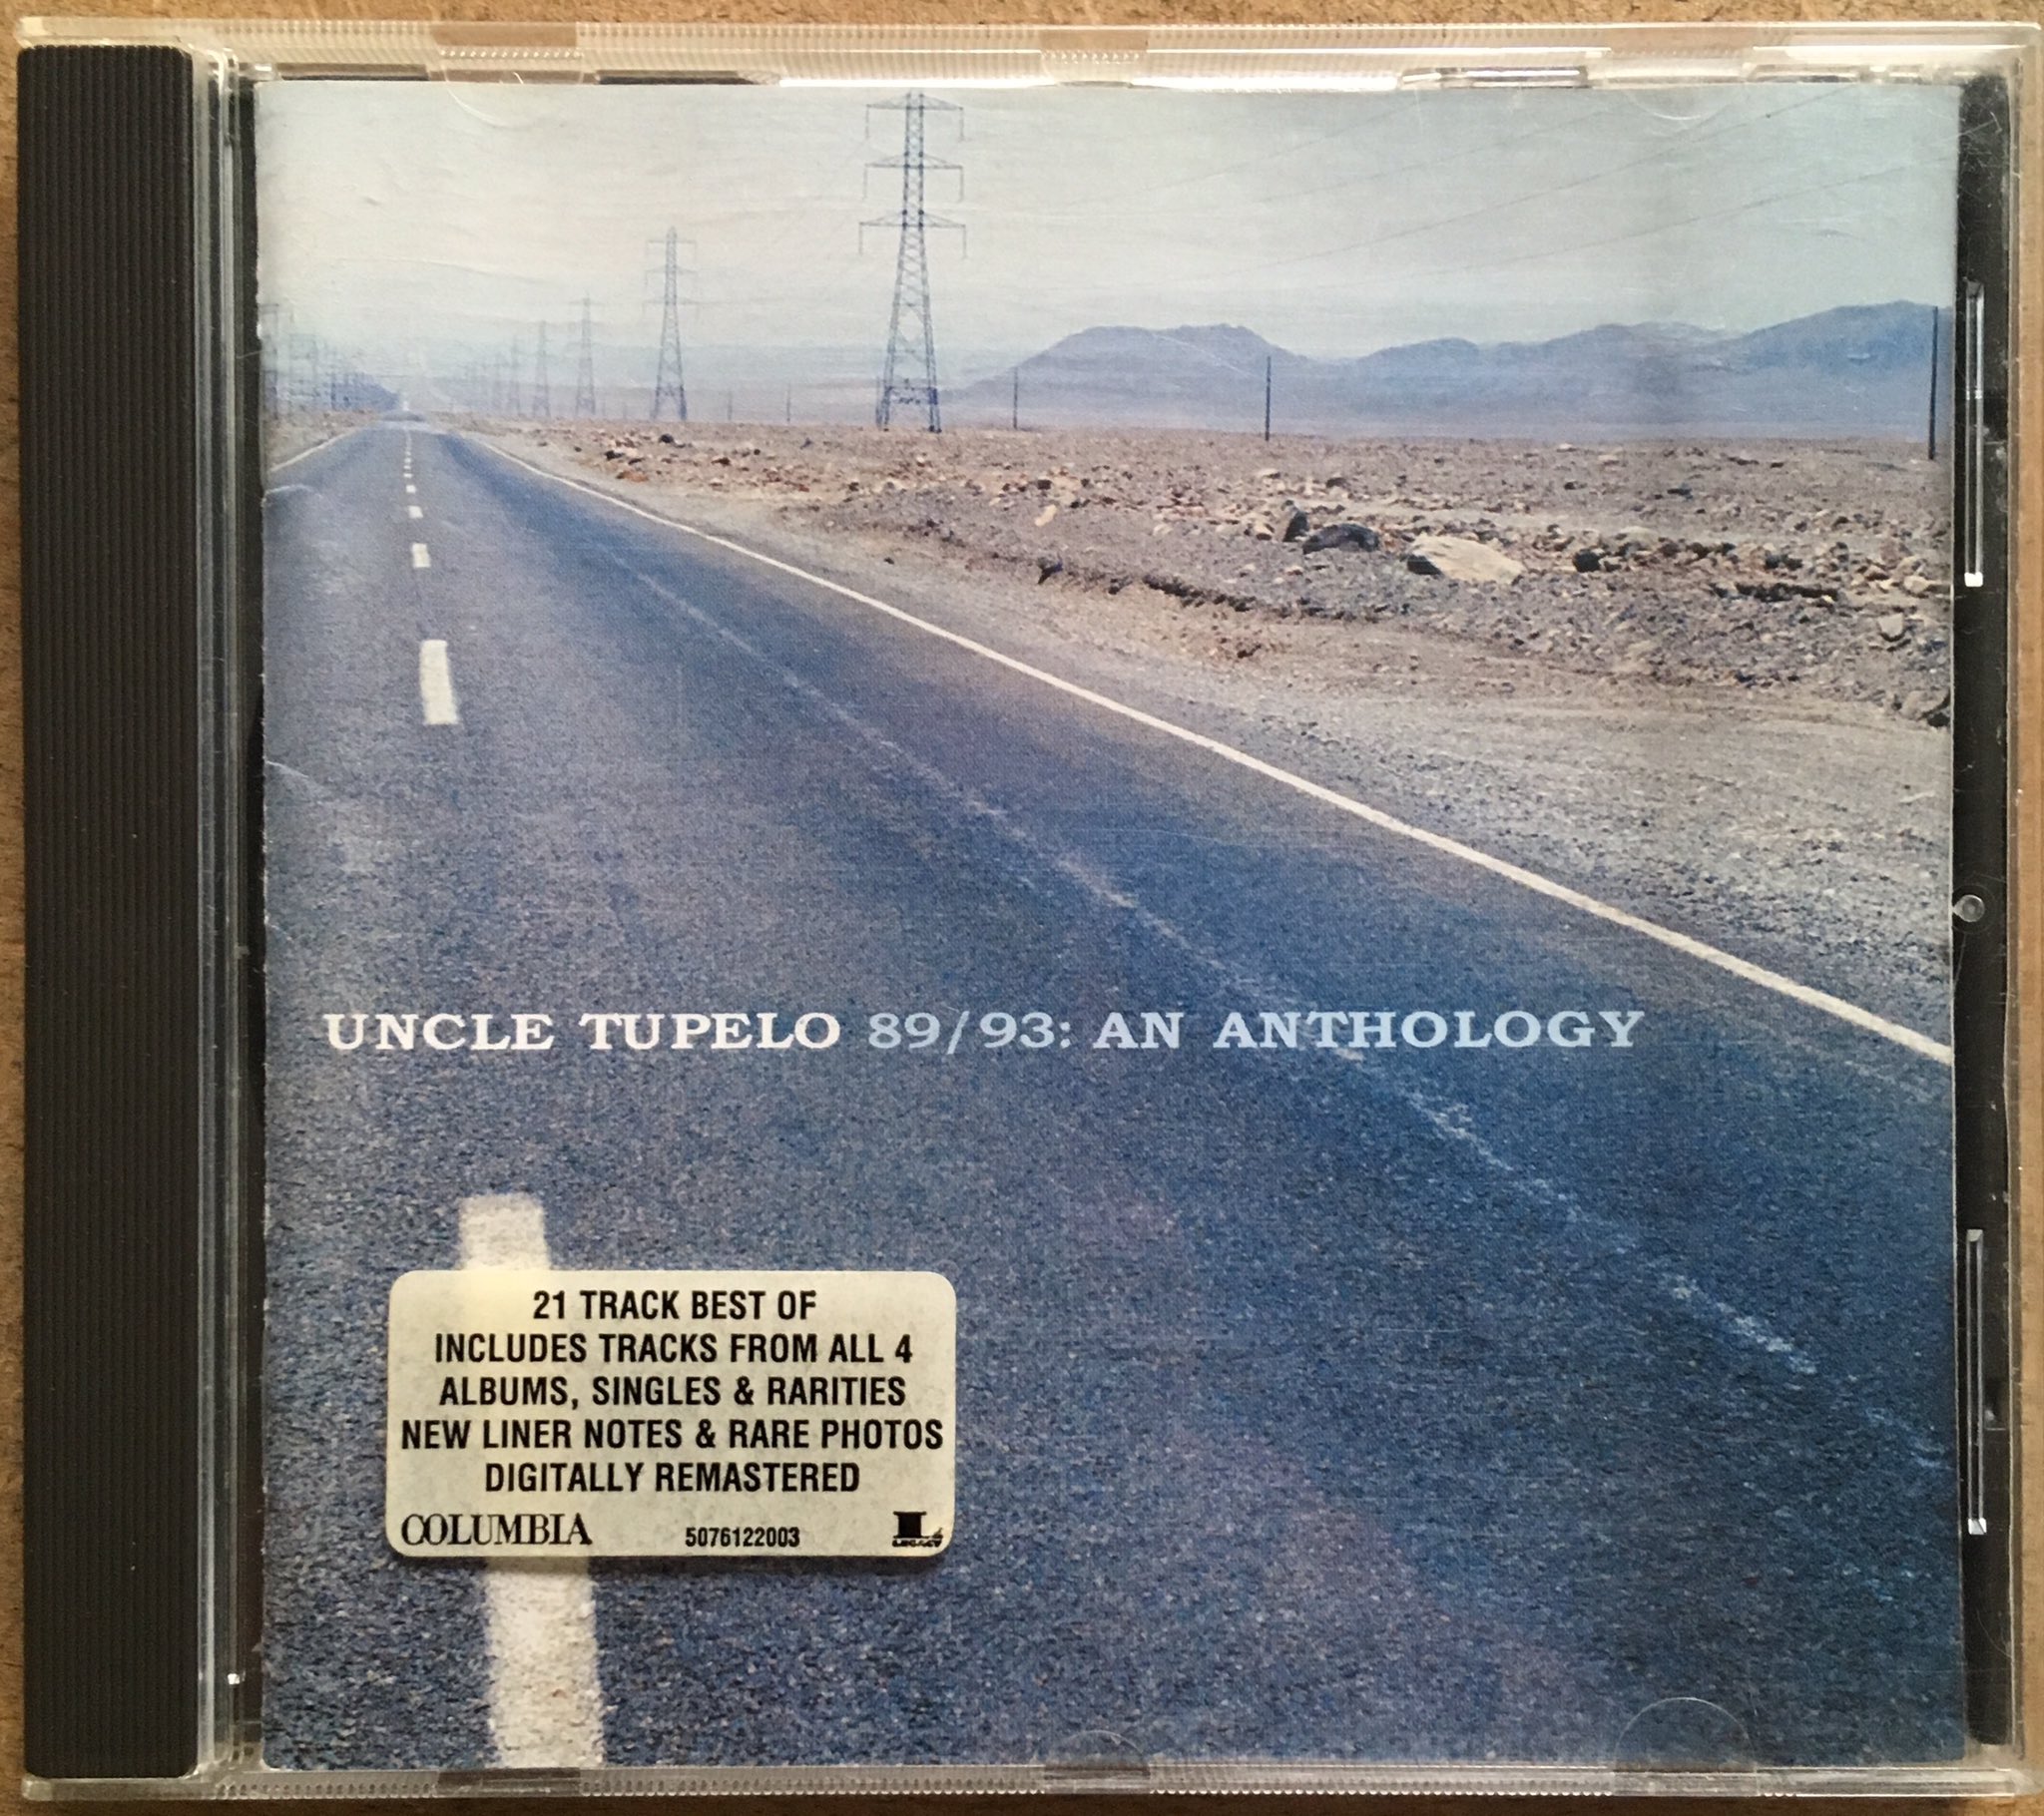 UNCLE TUPELO 89/93: AN ANTHOLOGY
21 TRACK BEST OF
INCLUDES TRACKS FROM ALL 4
ALBUMS, SINGLES & RARITIES
NEW LINER NOTES & RARE PHOTOS
DIGITALLY REMASTERED
COLUMBIA 5076122003 L LEGACY